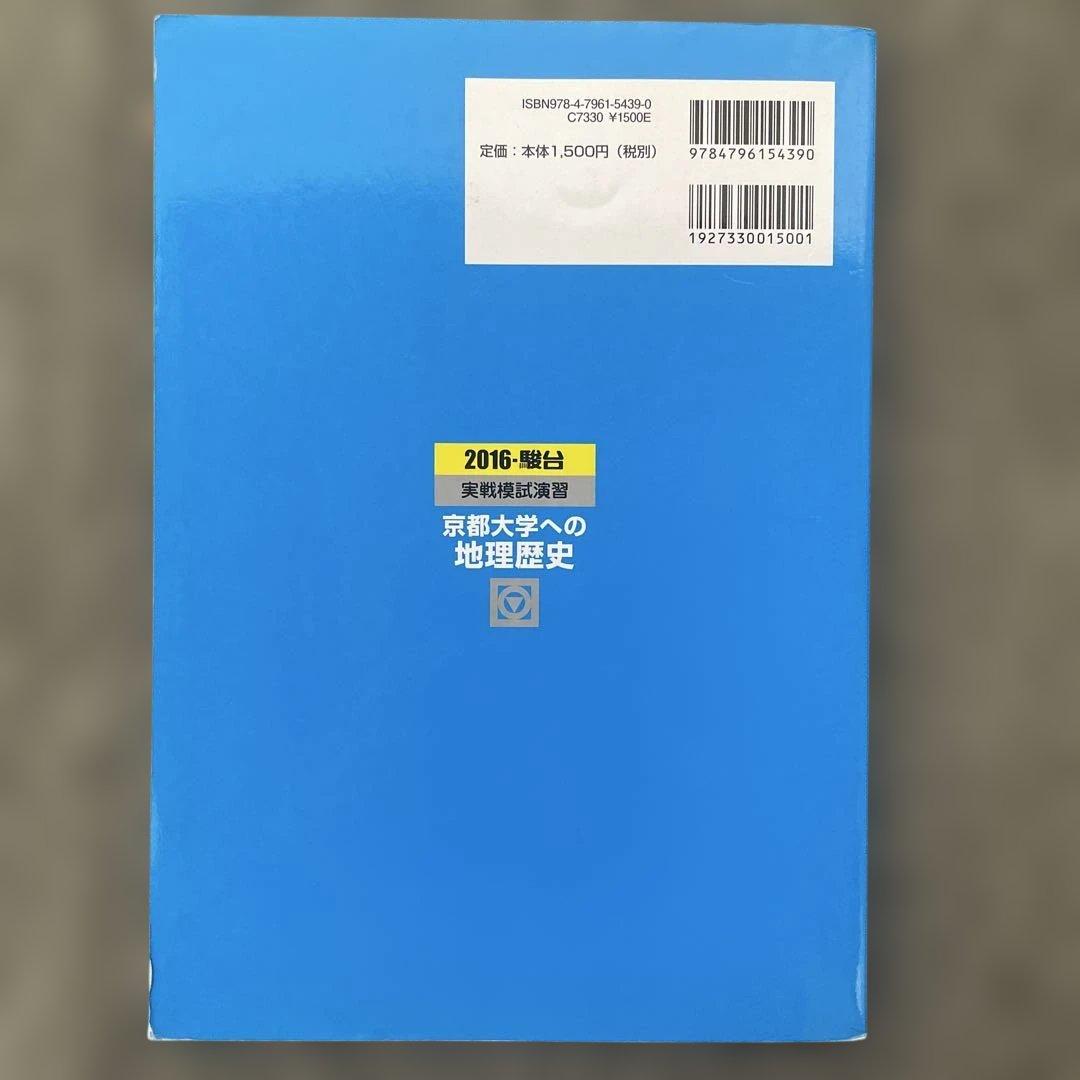 ISBN978-4-7961-5439-0
C7330 ¥1500E
定価：本体1,500円（税別）
9784796154390
1927330015001
2016-駿台
実戦模試演習
京都大学への
地理歴史